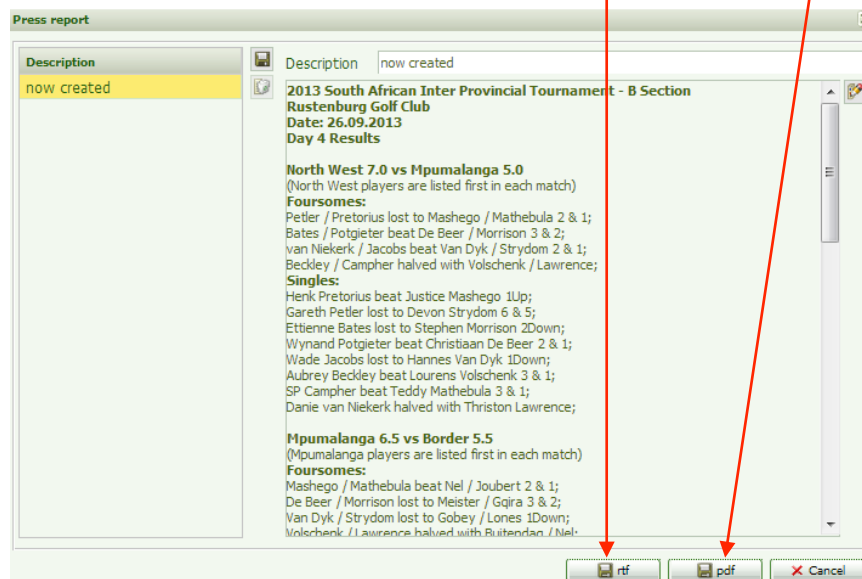 Press report
Description
now created
Description now created
2013 South African Inter Provincial Tournament - B Section
Rustenburg Golf Club
Date: 26.09.2013
Day 4 Results
North West 7.0 vs Mpumalanga 5.0
(North West players are listed first in each match)
Foursomes:
Petler / Pretorius lost to Mashego / Mathebula 2 & 1;
Bates / Potgieter beat De Beer / Morrison 3 & 2;
van Niekerk / Jacobs beat Van Dyk / Strydom 2 & 1;
Beckley / Campher halved with Volschenk / Lawrence;
Singles:
Henk Pretorius beat Justice Mashego 1Up;
Gareth Petler lost to Devon Strydom 6 & 5;
Ettienne Bates lost to Stephen Morrison 2Down;
Wynand Potgieter beat Christiaan De Beer 2 & 1;
Wade Jacobs lost to Hannes Van Dyk 1Down;
Aubrey Beckley beat Lourens Volschenk 3 & 1;
SP Campher beat Teddy Mathebula 3 & 1;
Danie van Niekerk halved with Thriston Lawrence;
Mpumalanga 6.5 vs Border 5.5
(Mpumalanga players are listed first in each match)
Foursomes:
Mashego / Mathebula beat Nel / Joubert 2 & 1;
De Beer / Morrison lost to Meister / Gqira 3 & 2;
Van Dyk / Strydom lost to Gobey / Lones 1Down;
Volschenk / Lawrence halved with Buitendag / Nel;
rtf pdf Cancel